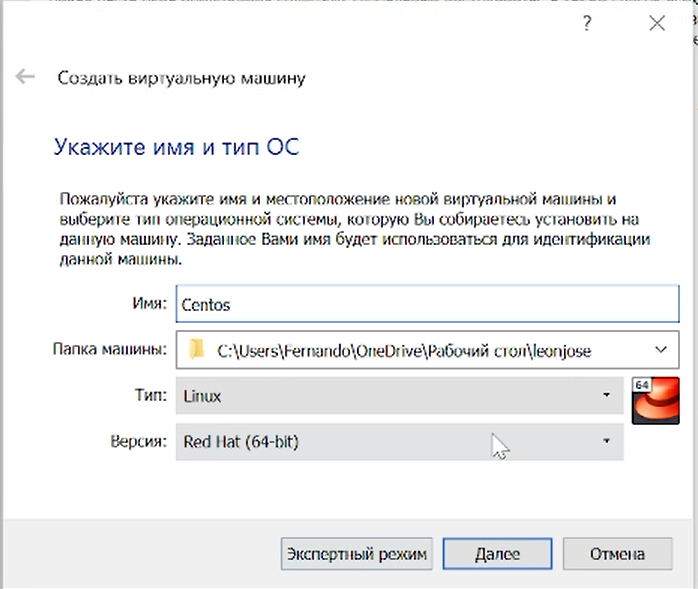 ?
Создать виртуальную машину
Укажите имя и тип ОС
Пожалуйста укажите имя и местоположение новой виртуальной машины и
выберите тип операционной системы, которую Вы собираетесь установить на
данную машину. Заданное Вами имя будет использоваться для идентификации
данной машины.
Имя: Centos
Папка машины: C:\Users\Fernando\OneDrive\Рабочий стол\leonjose
Тип: Linux
64
Версия: Red Hat (64-bit)
Экспертный режим Далее Отмена